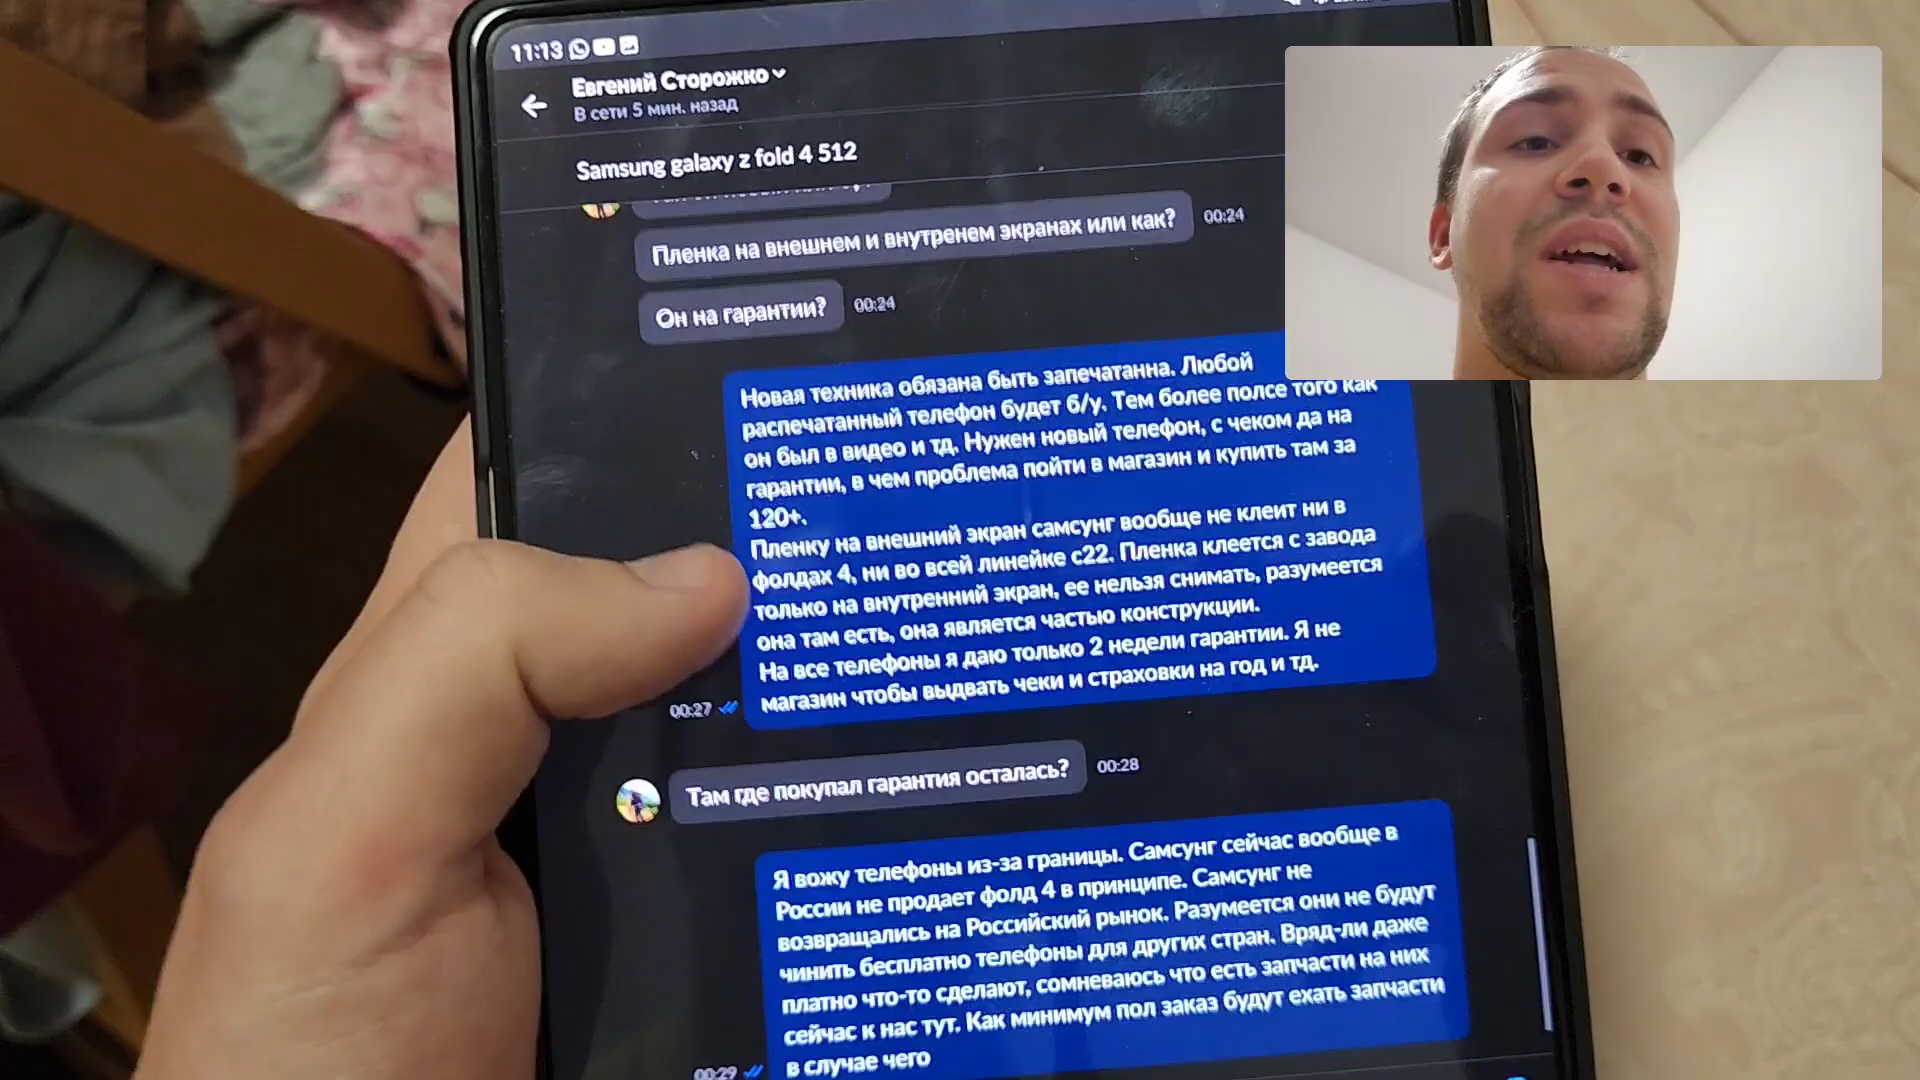 11:13
Евгений Сторожко
В сети 5 мин. назад
Samsung galaxy z fold 4 512
Пленка на внешнем и внутренем экранах или как? 00:24
Он на гарантии? 00:24
Новая техника обязана быть запечатанна. Любой
распечатанный телефон будет б/у. Тем более полсе того как
он был в видео и тд. Нужен новый телефон, с чеком да на
гарантии, в чем проблема пойти в магазин и купить там за
120+.
Пленку на внешний экран самсунг вообще не клеит ни в
фолдах 4, ни во всей линейке с22. Пленка клеется с завода
только на внутренний экран, ее нельзя снимать, разумеется
она там есть, она является частью конструкции.
На все телефоны я даю только 2 недели гарантии. Я не
магазин чтобы выдвать чеки и страховки на год и тд.
00:27
Там где покупал гарантия осталась? 00:28
Я вожу телефоны из-за границы. Самсунг сейчас вообще в
России не продает фолд 4 в принципе. Самсунг не
возвращались на Российский рынок. Разумеется они не будут
чинить бесплатно телефоны для других стран. Вряд-ли даже
платно что-то сделают, сомневаюсь что есть запчасти на них
сейчас к нас тут. Как минимум пол заказ будут ехать запчасти
в случае чего
00:29